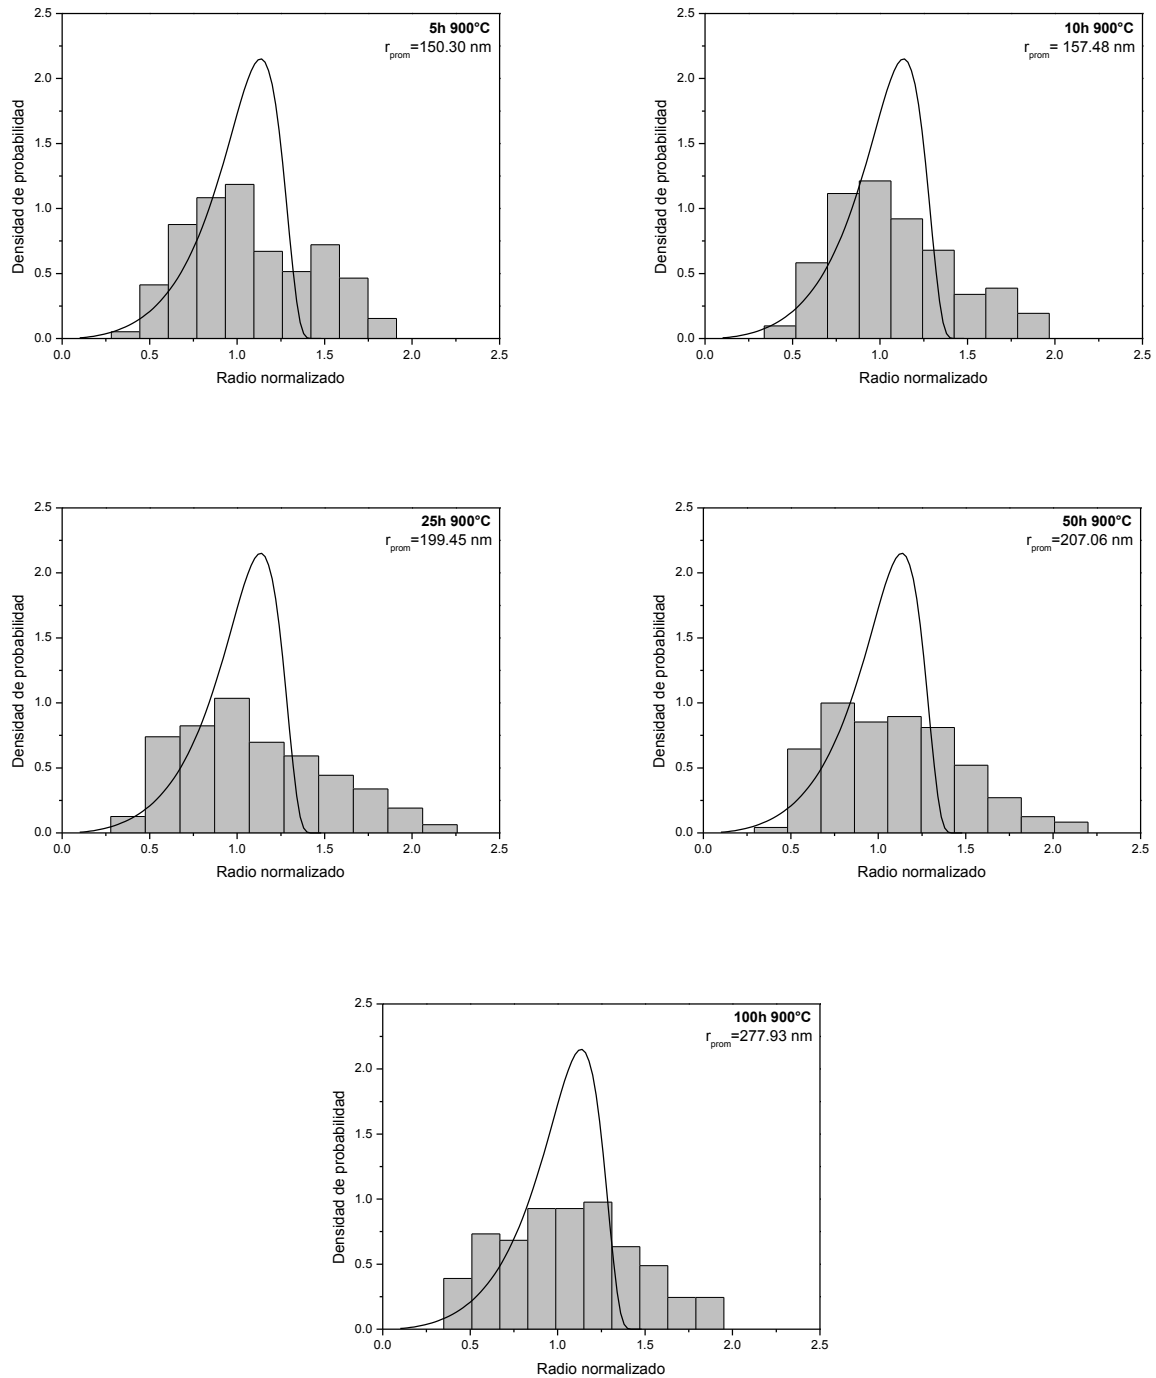 5h 900°C
r_prom=150.30 nm
2.5
2.0
1.5
1.0
0.5
0.0
Densidad de probabilidad
0.0 0.5 1.0 1.5 2.0 2.5
Radio normalizado
10h 900°C
r_prom= 157.48 nm
2.5
2.0
1.5
1.0
0.5
0.0
Densidad de probabilidad
0.0 0.5 1.0 1.5 2.0 2.5
Radio normalizado
25h 900°C
r_prom=199.45 nm
2.5
2.0
1.5
1.0
0.5
0.0
Densidad de probabilidad
0.0 0.5 1.0 1.5 2.0 2.5
Radio normalizado
50h 900°C
r_prom=207.06 nm
2.5
2.0
1.5
1.0
0.5
0.0
Densidad de probabilidad
0.0 0.5 1.0 1.5 2.0 2.5
Radio normalizado
100h 900°C
r_prom=277.93 nm
2.5
2.0
1.5
1.0
0.5
0.0
Densidad de probabilidad
0.0 0.5 1.0 1.5 2.0 2.5
Radio normalizado